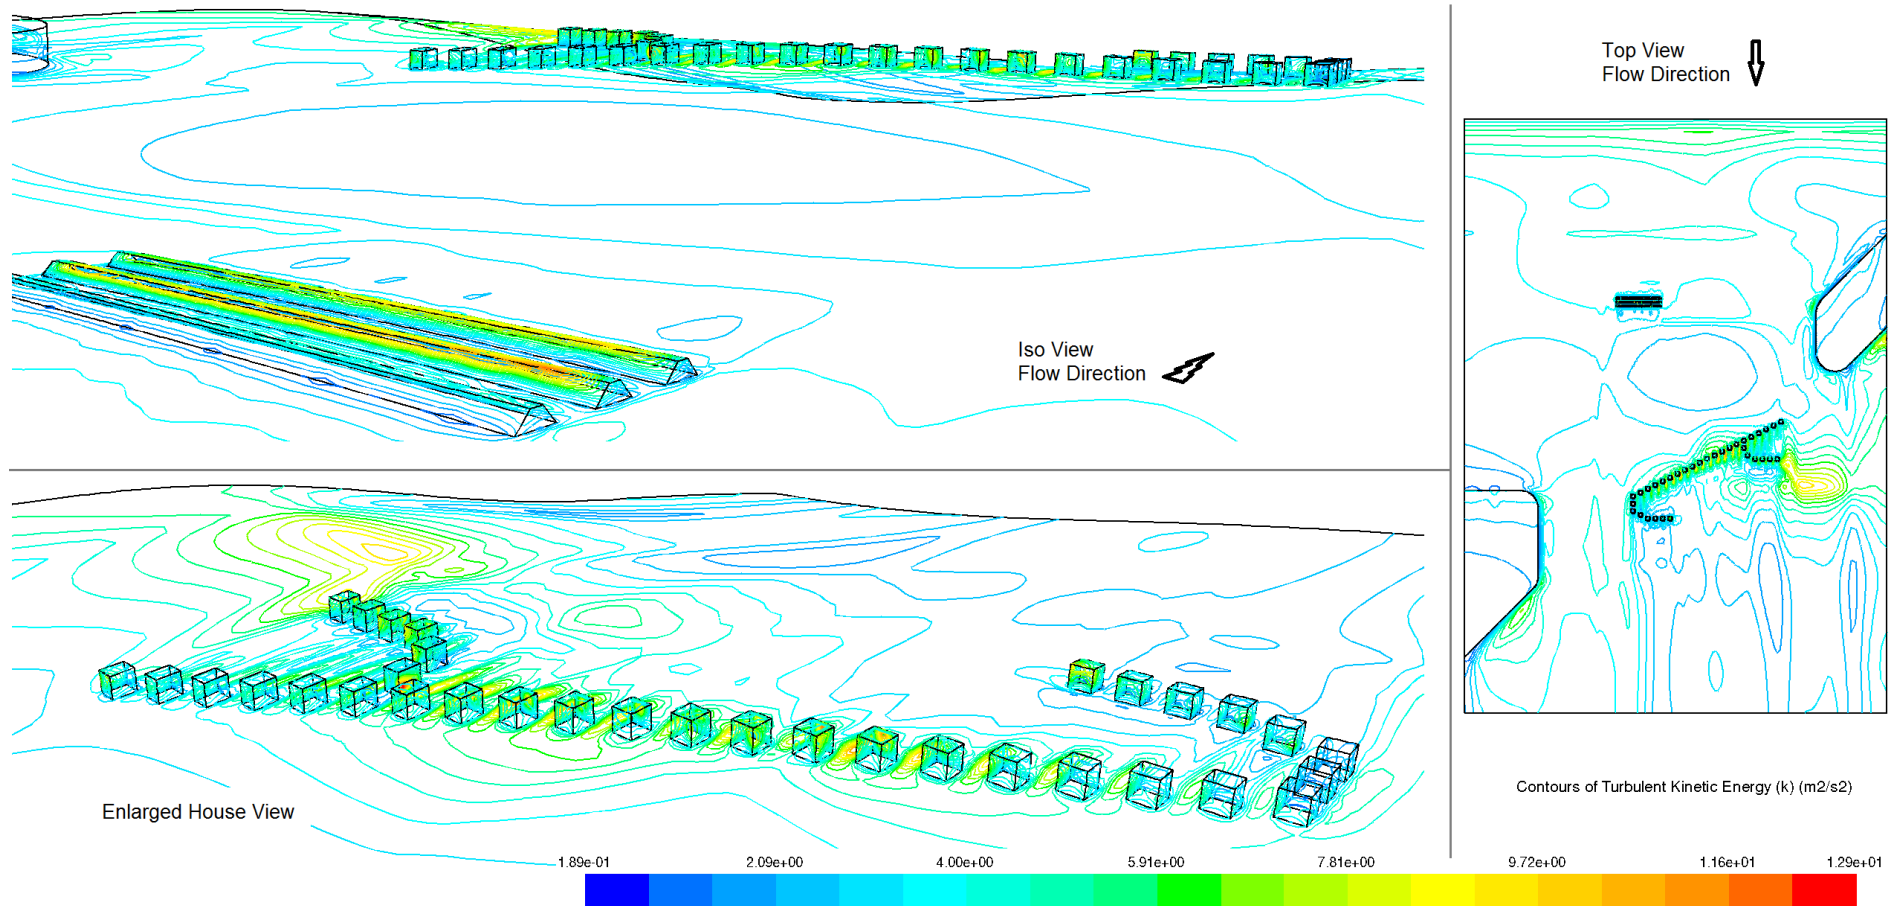 Top View
Flow Direction
Iso View
Flow Direction
Enlarged House View
Contours of Turbulent Kinetic Energy (k) (m2/s2)
1.89e-01 2.09e+00 4.00e+00 5.91e+00 7.81e+00 9.72e+00 1.16e+01 1.29e+01